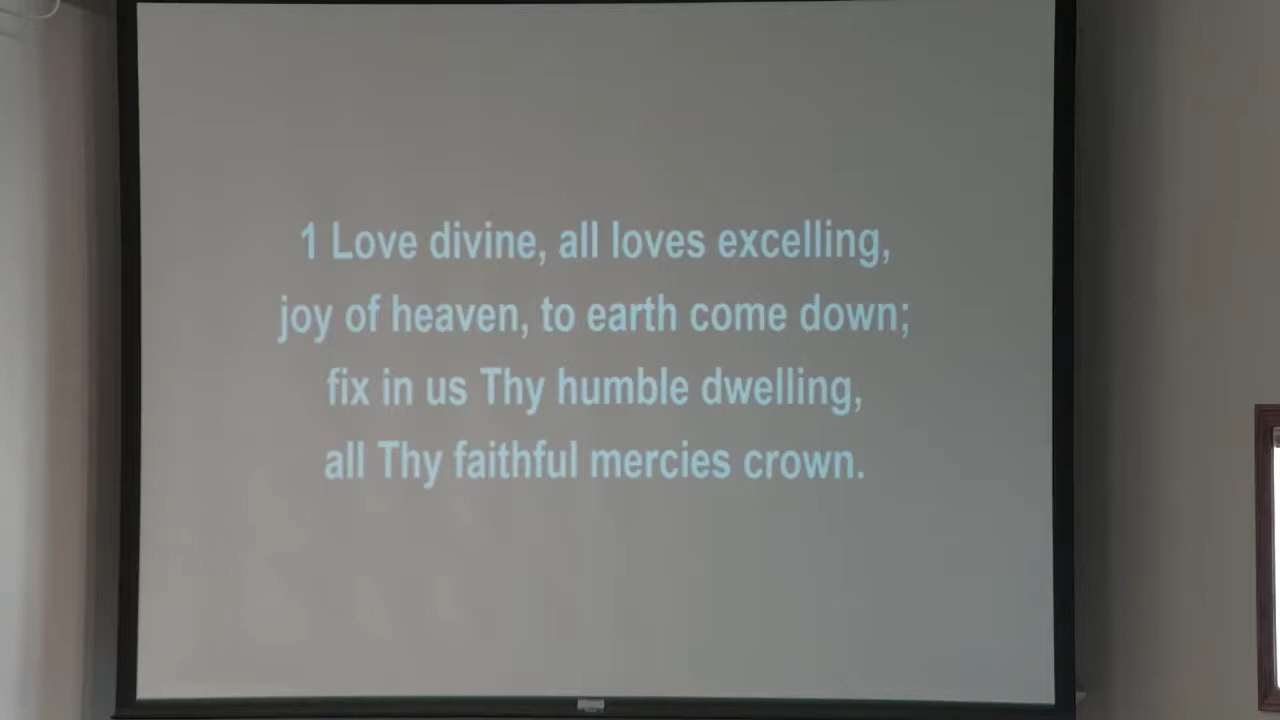 1 Love divine, all loves excelling,
joy of heaven, to earth come down;
fix in us Thy humble dwelling,
all Thy faithful mercies crown.